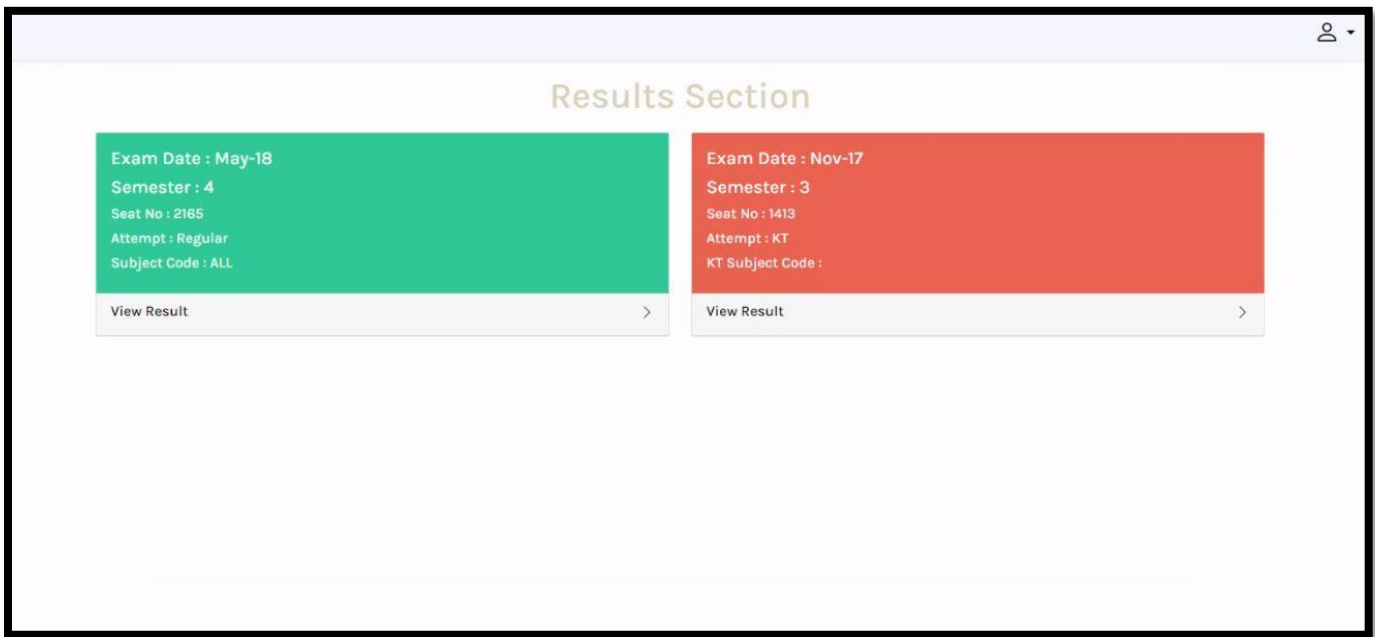 Results Section
Exam Date : May-18
Semester : 4
Seat No : 2165
Attempt : Regular
Subject Code : ALL
View Result
Exam Date : Nov-17
Semester : 3
Seat No : 1413
Attempt : KT
KT Subject Code :
View Result